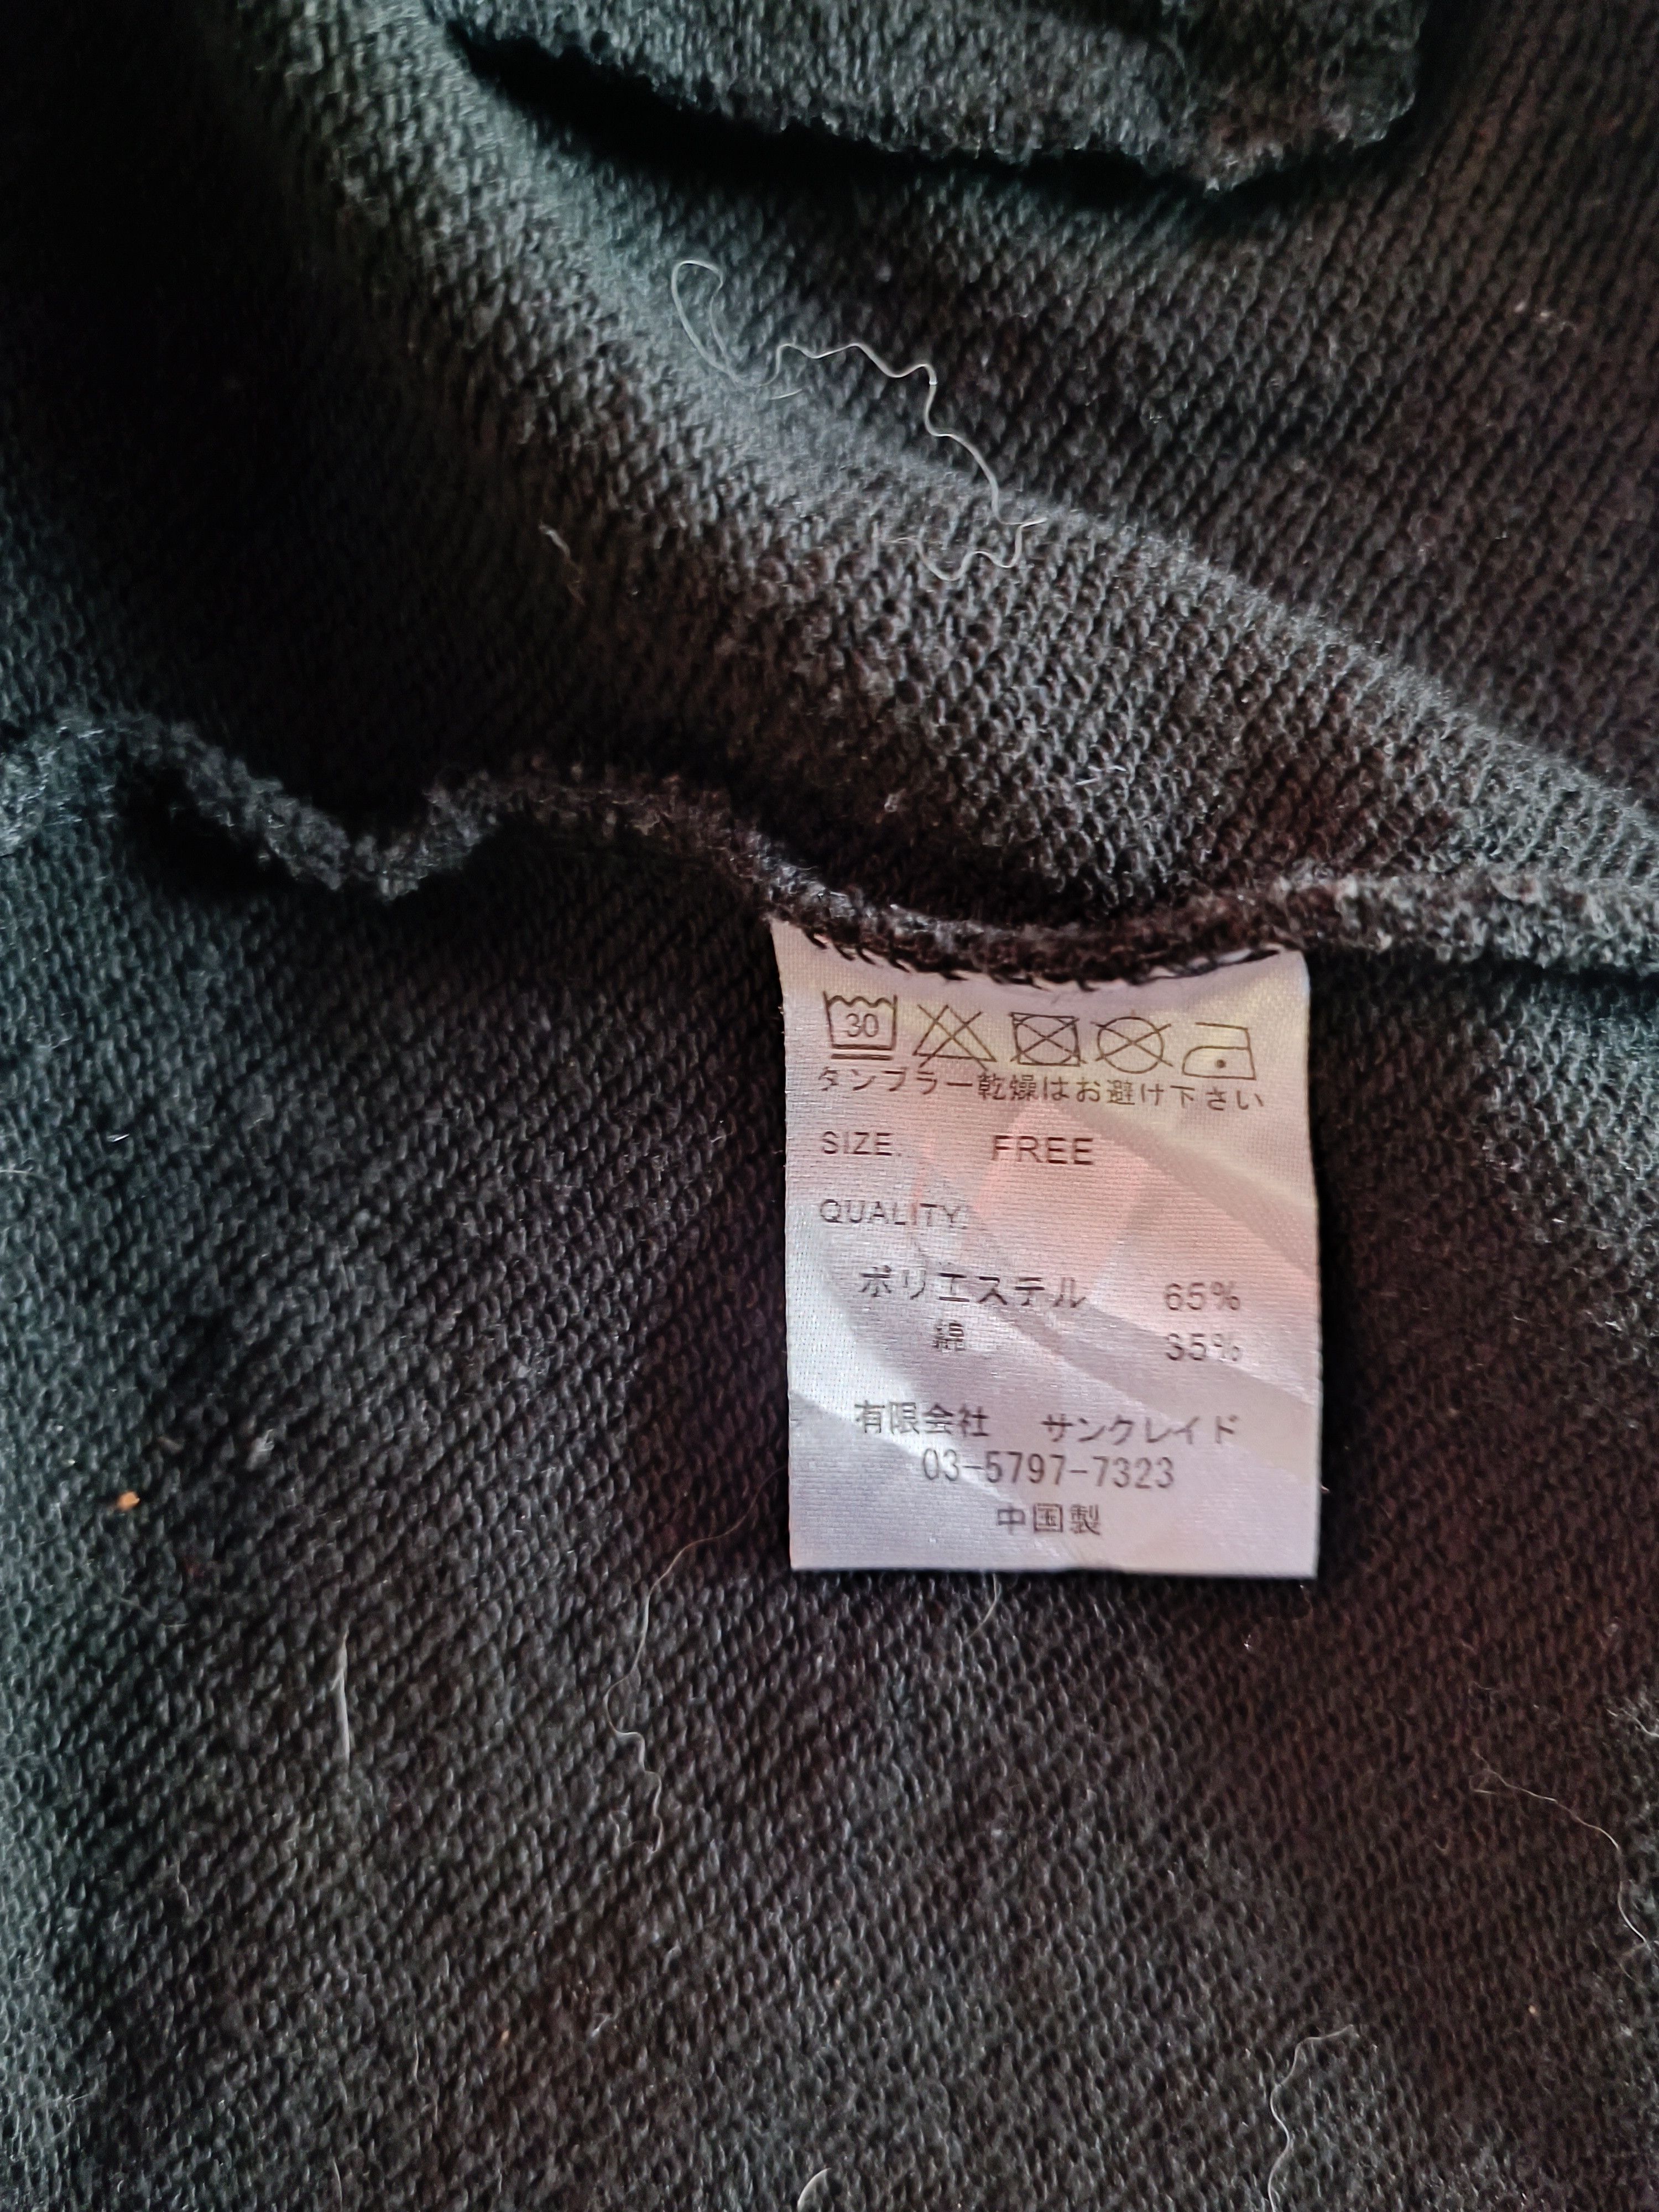 30
タンブラー乾燥はお避け下さい
SIZE. FREE
QUALITY:
ポリエステル 65%
綿 35%
有限会社 サンクレイド
03-5797-7323
中国製